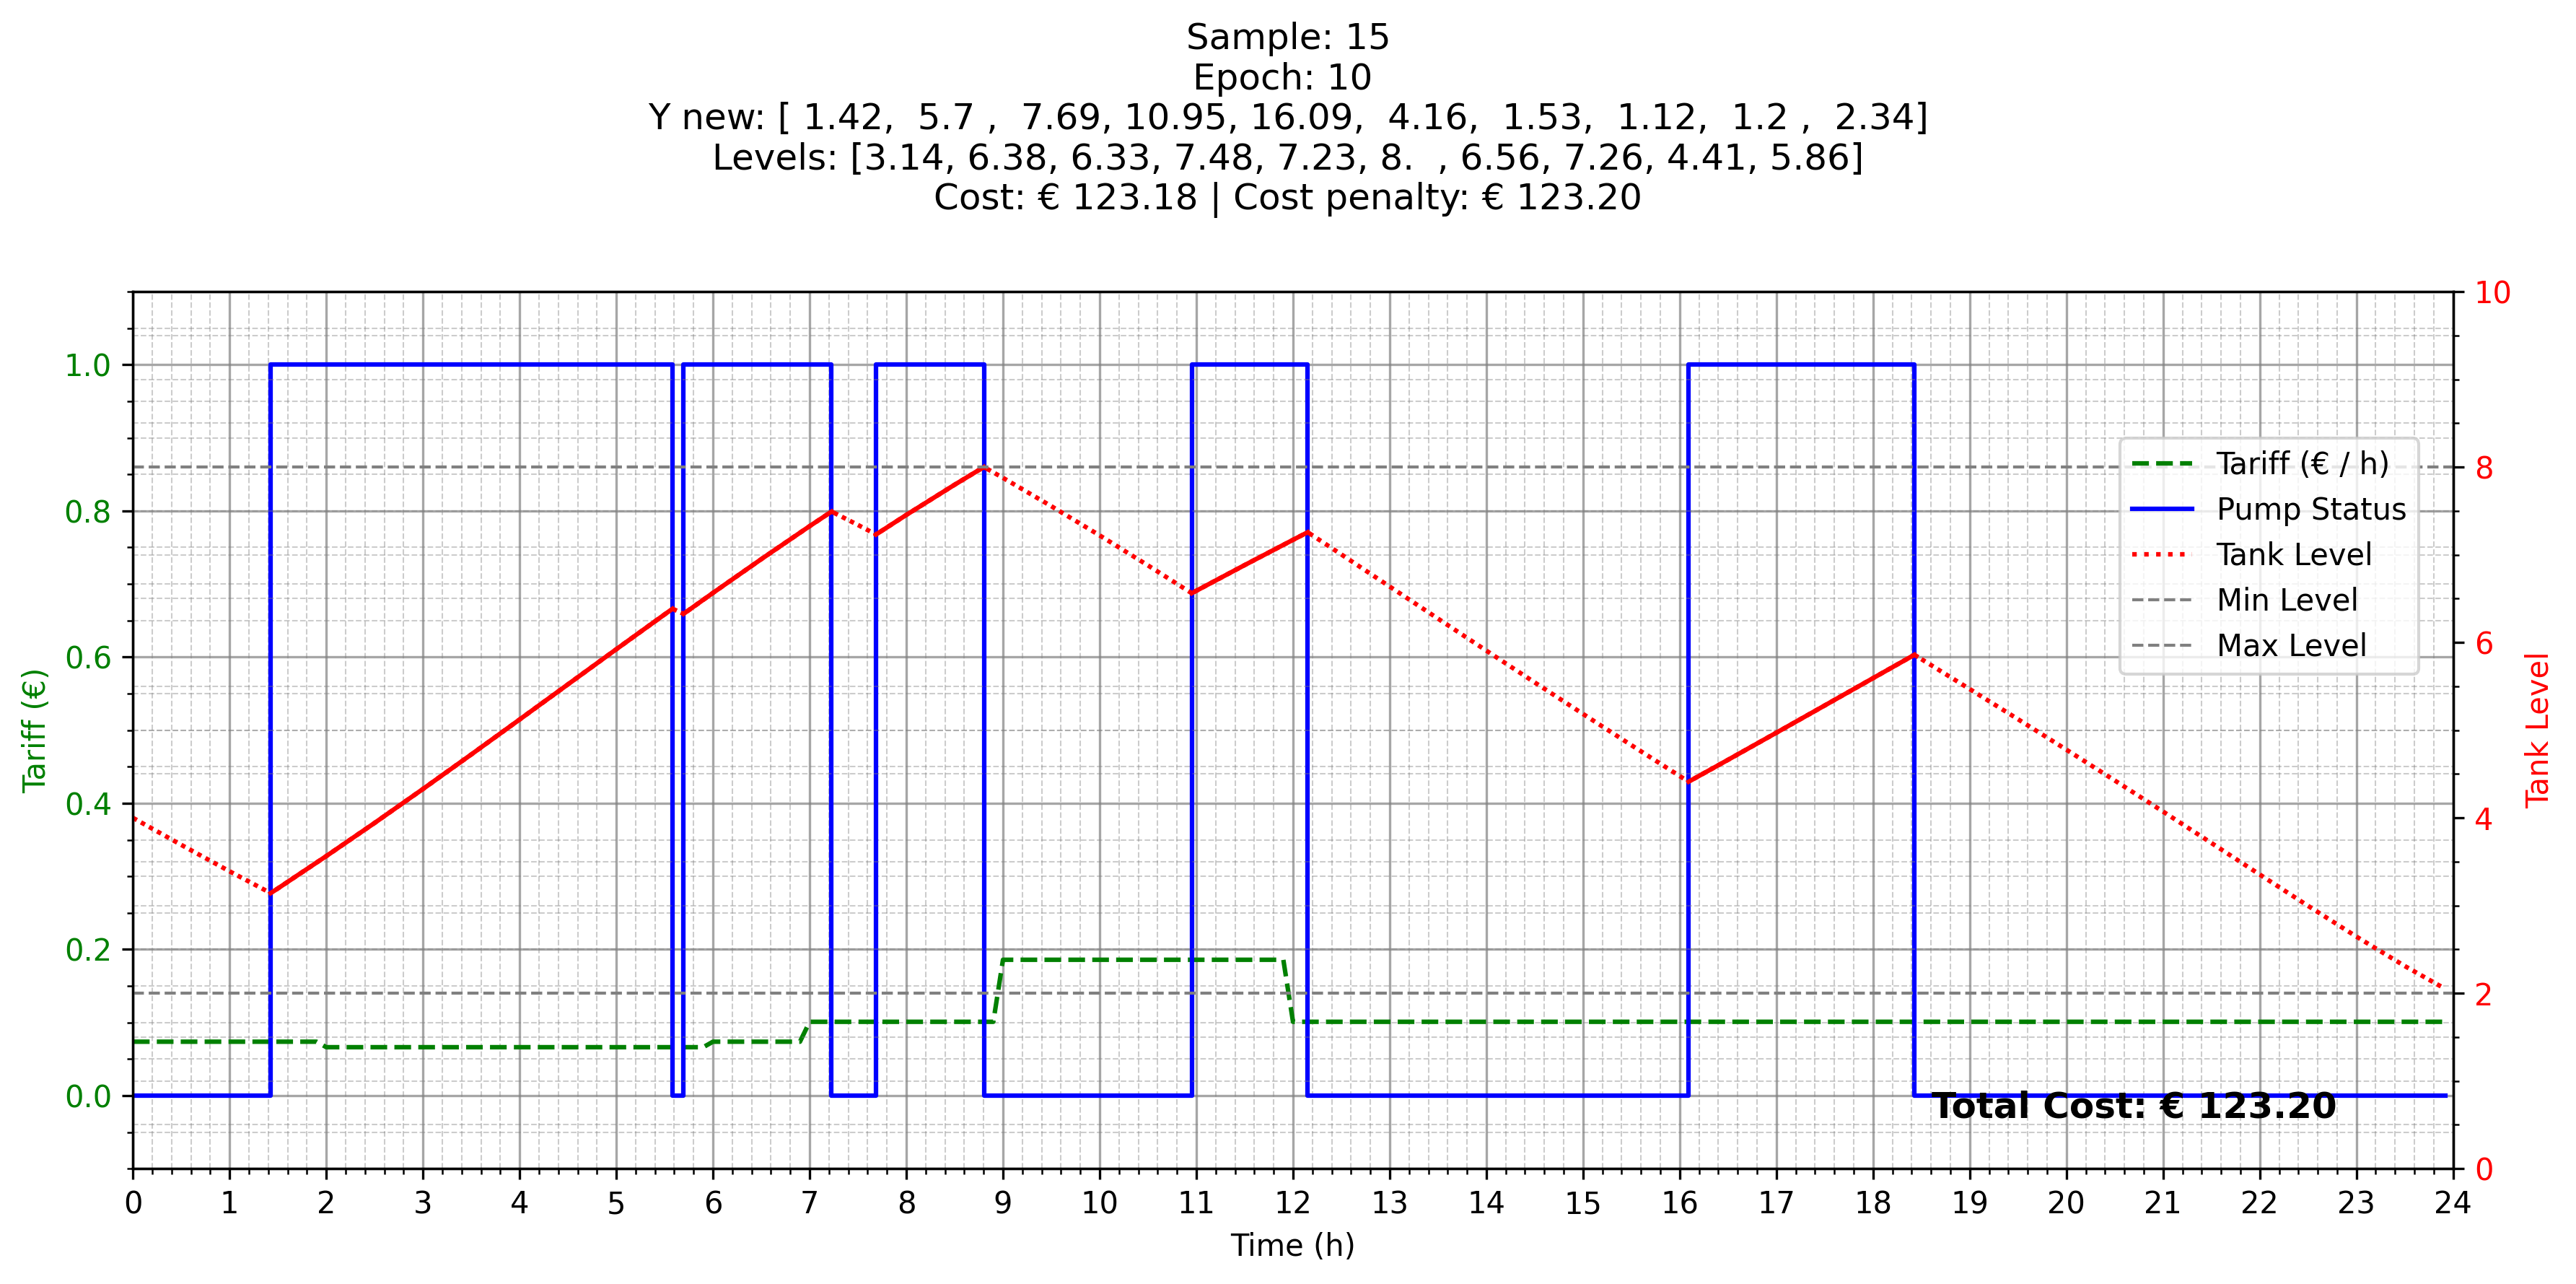 Sample: 15
Epoch: 10
Y new: [ 1.42,  5.7 ,  7.69, 10.95, 16.09,  4.16,  1.53,  1.12,  1.2 ,  2.34]
Levels: [3.14, 6.38, 6.33, 7.48, 7.23, 8.  , 6.56, 7.26, 4.41, 5.86]
Cost: € 123.18 | Cost penalty: € 123.20
1.0
0.8
0.6
0.4
0.2
0.0
Tariff (€)
10
8
6
4
2
0
Tank Level
Tariff (€ / h)
Pump Status
Tank Level
Min Level
Max Level
Total Cost: € 123.20
0 1 2 3 4 5 6 7 8 9 10 11 12 13 14 15 16 17 18 19 20 21 22 23 24
Time (h)